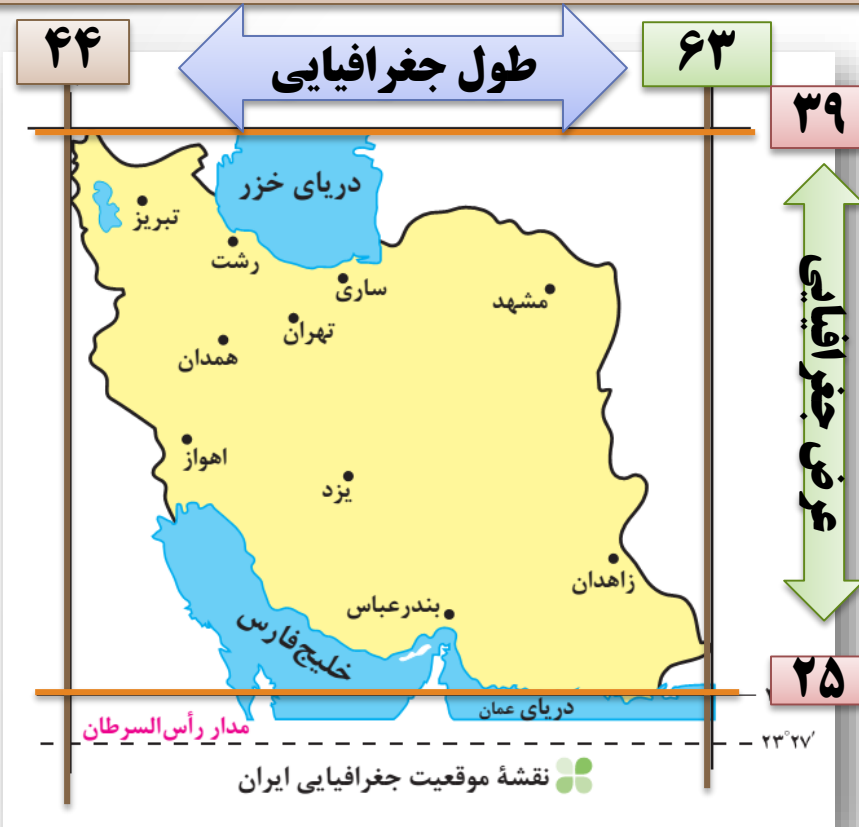 ۴۴
طول جغرافیایی
۶۳
۳۹
دریای خزر
تبریز
رشت
ساری
مشهد
تهران
همدان
عرض جغرافیایی
اهواز
یزد
زاهدان
بندرعباس
خلیج فارس
۲۵
دریای عمان
مدار رأس‌السرطان
۲۳°۲۷′
نقشهٔ موقعیت جغرافیایی ایران